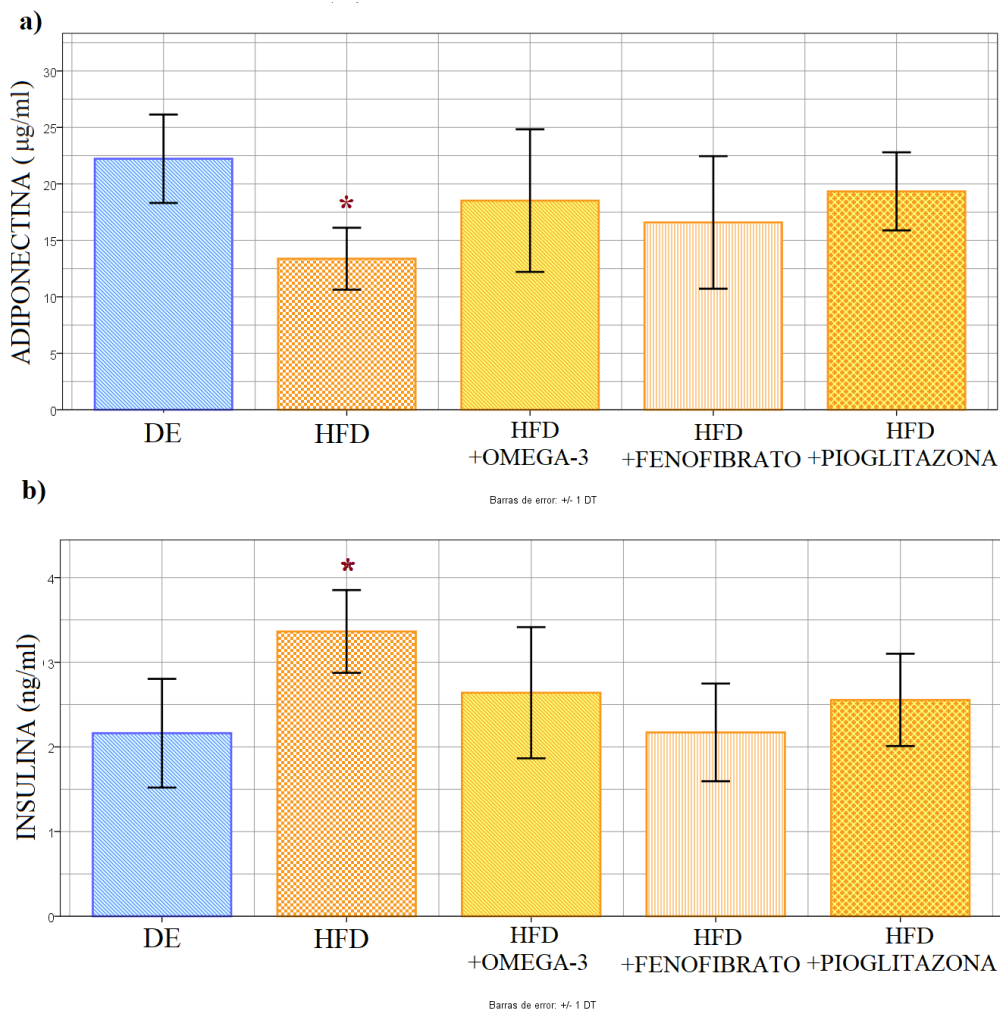 a)
ADIPONECTINA ( µg/ml)
30
25
20
15
10
5
0
*
DE
HFD
HFD
+OMEGA-3
HFD
+FENOFIBRATO
HFD
+PIOGLITAZONA
Barras de error: +/- 1 DT
b)
INSULINA (ng/ml)
4
3
2
1
0
*
DE
HFD
HFD
+OMEGA-3
HFD
+FENOFIBRATO
HFD
+PIOGLITAZONA
Barras de error: +/- 1 DT